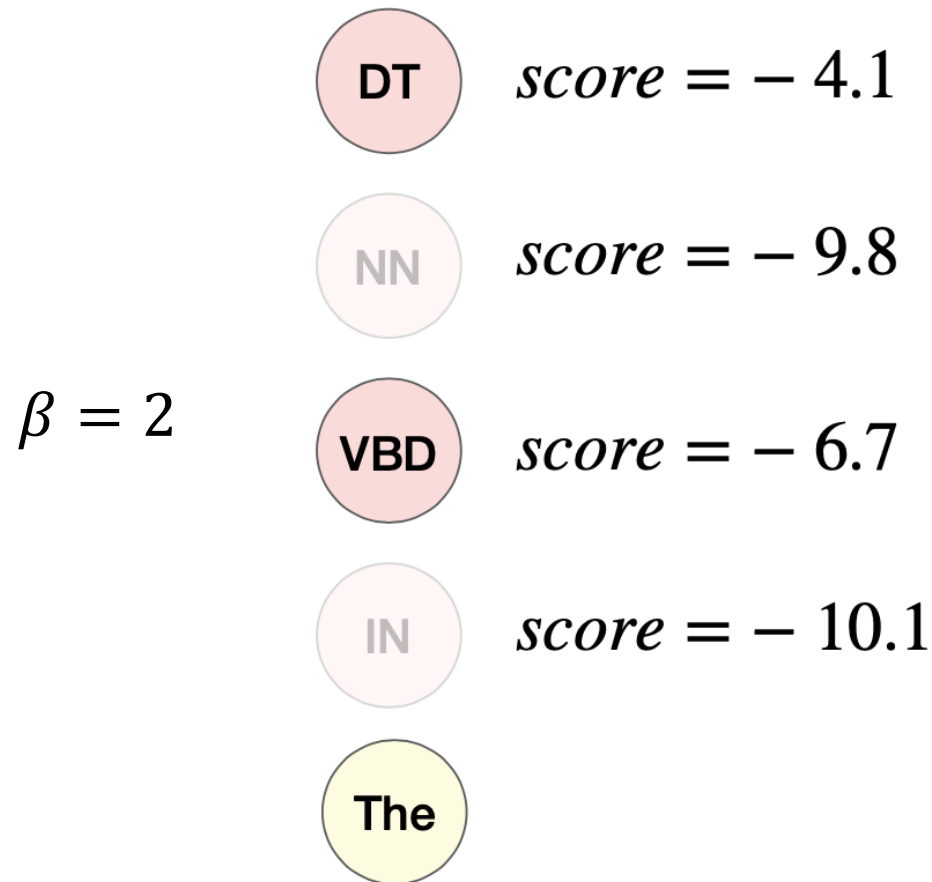 DT score = – 4.1
NN score = – 9.8
β = 2
VBD score = – 6.7
IN score = – 10.1
The